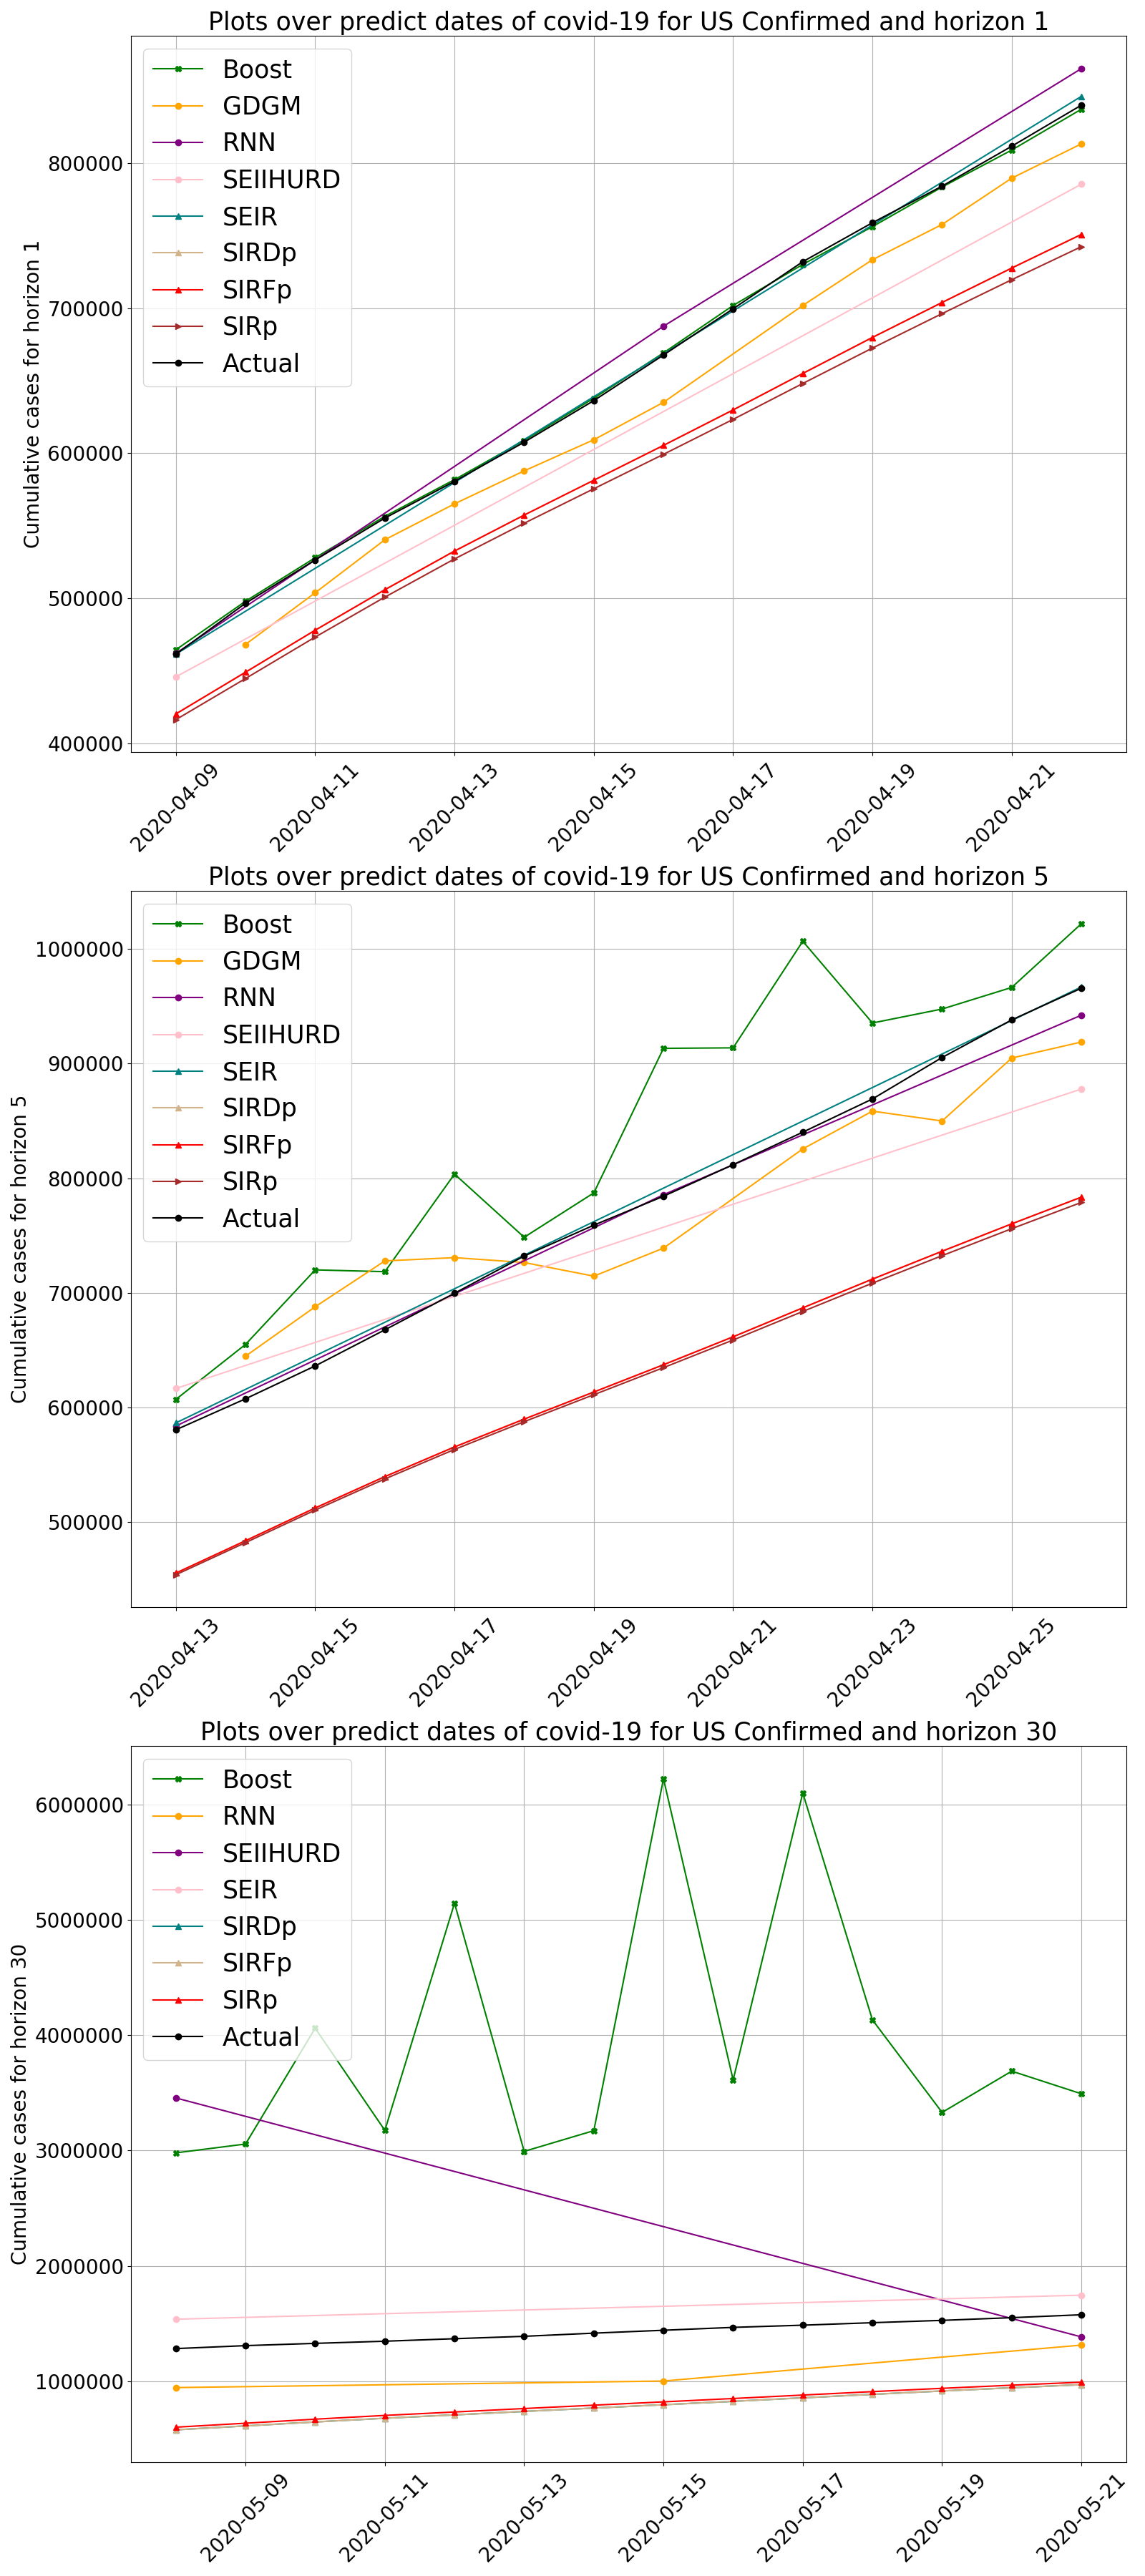 Plots over predict dates of covid-19 for US Confirmed and horizon 1
Boost
GDGM
RNN
SEIIHURD
SEIR
SIRDp
SIRFp
SIRp
Actual
Cumulative cases for horizon 1
800000
700000
600000
500000
400000
2020-04-09
2020-04-11
2020-04-13
2020-04-15
2020-04-17
2020-04-19
2020-04-21
Plots over predict dates of covid-19 for US Confirmed and horizon 5
Boost
GDGM
RNN
SEIIHURD
SEIR
SIRDp
SIRFp
SIRp
Actual
Cumulative cases for horizon 5
1000000
900000
800000
700000
600000
500000
2020-04-13
2020-04-15
2020-04-17
2020-04-19
2020-04-21
2020-04-23
2020-04-25
Plots over predict dates of covid-19 for US Confirmed and horizon 30
Boost
RNN
SEIIHURD
SEIR
SIRDp
SIRFp
SIRp
Actual
Cumulative cases for horizon 30
6000000
5000000
4000000
3000000
2000000
1000000
2020-05-09
2020-05-11
2020-05-13
2020-05-15
2020-05-17
2020-05-19
2020-05-21